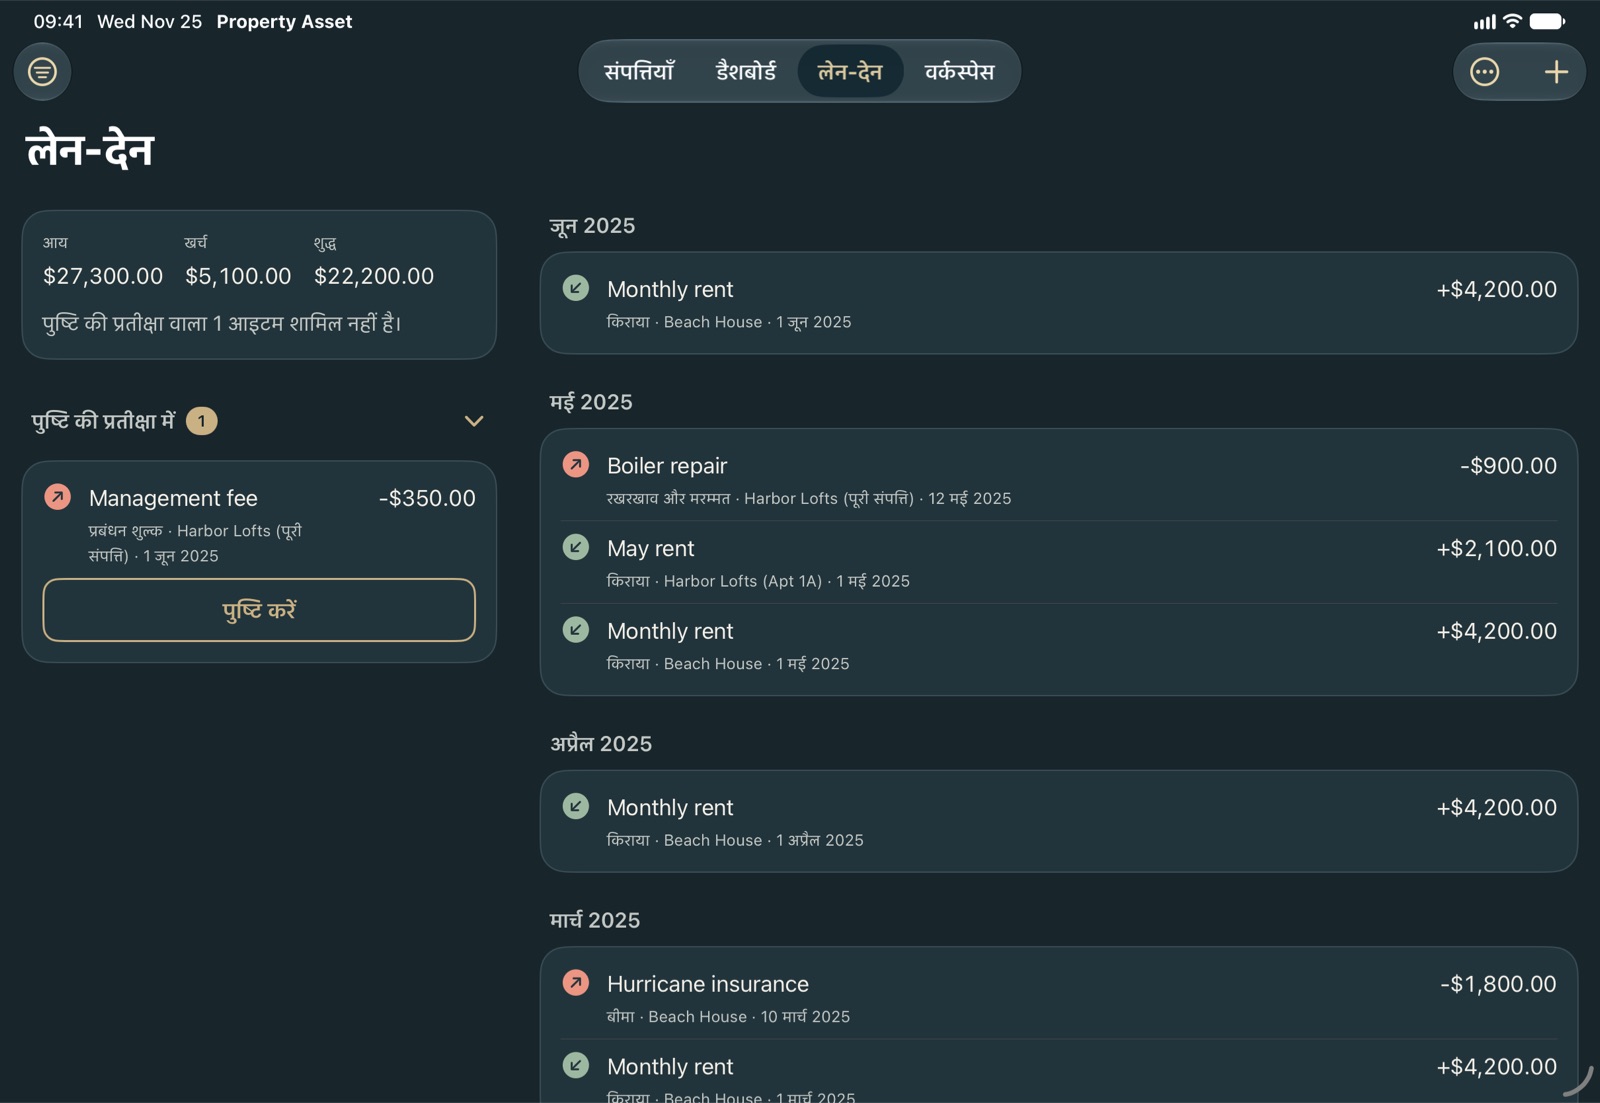 09:41 Wed Nov 25 Property Asset
संपत्तियाँ डैशबोर्ड लेन-देन वर्कस्पेस
लेन-देन
आय खर्च शुद्ध
$27,300.00 $5,100.00 $22,200.00
पुष्टि की प्रतीक्षा वाला 1 आइटम शामिल नहीं है।
पुष्टि की प्रतीक्षा में 1
Management fee -$350.00
प्रबंधन शुल्क · Harbor Lofts (पूरी
संपत्ति) · 1 जून 2025
पुष्टि करें
जून 2025
Monthly rent +$4,200.00
किराया · Beach House · 1 जून 2025
मई 2025
Boiler repair -$900.00
रखरखाव और मरम्मत · Harbor Lofts (पूरी संपत्ति) · 12 मई 2025
May rent +$2,100.00
किराया · Harbor Lofts (Apt 1A) · 1 मई 2025
Monthly rent +$4,200.00
किराया · Beach House · 1 मई 2025
अप्रैल 2025
Monthly rent +$4,200.00
किराया · Beach House · 1 अप्रैल 2025
मार्च 2025
Hurricane insurance -$1,800.00
बीमा · Beach House · 10 मार्च 2025
Monthly rent +$4,200.00
किराया · Beach House · 1 मार्च 2025